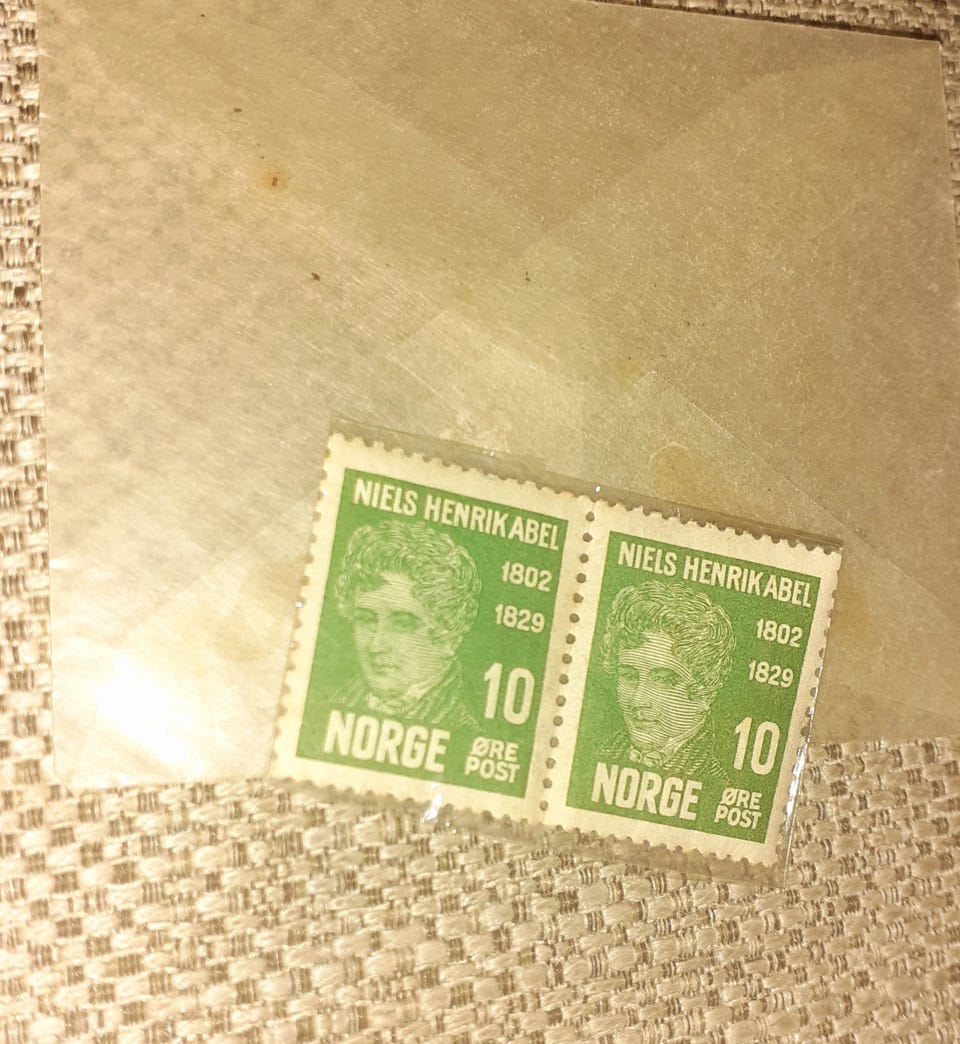 NIELS HENRIK ABEL
1802
1829
10
NORGE ØRE
POST
NIELS HENRIK ABEL
1802
1829
10
NORGE ØRE
POST